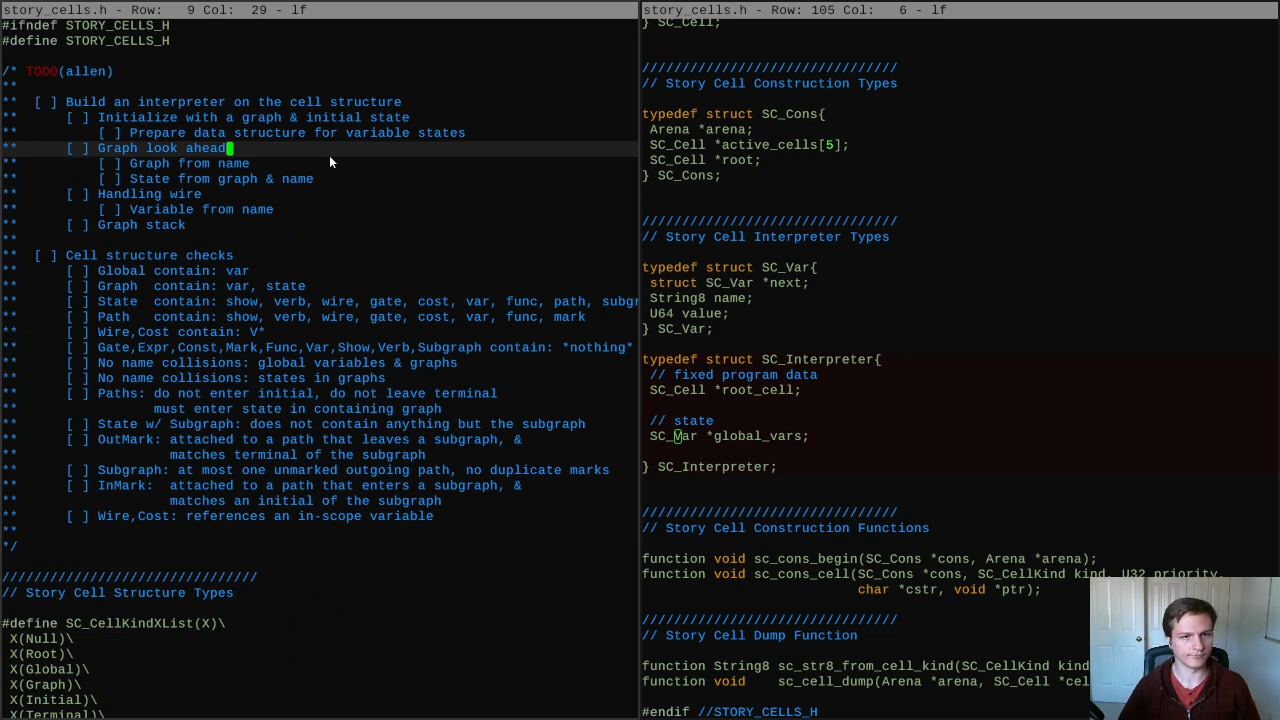 story_cells.h - Row:   9 Col:  29 - lf
#ifndef STORY_CELLS_H
#define STORY_CELLS_H
/* TODO(allen)
**
**  [ ] Build an interpreter on the cell structure
**      [ ] Initialize with a graph & initial state
**          [ ] Prepare data structure for variable states
**      [ ] Graph look ahead
**          [ ] Graph from name
**          [ ] State from graph & name
**      [ ] Handling wire
**          [ ] Variable from name
**      [ ] Graph stack
**
**  [ ] Cell structure checks
**      [ ] Global contain: var
**      [ ] Graph  contain: var, state
**      [ ] State  contain: show, verb, wire, gate, cost, var, func, path, subgr
**      [ ] Path   contain: show, verb, wire, gate, cost, var, func, mark
**      [ ] Wire,Cost contain: V*
**      [ ] Gate,Expr,Const,Mark,Func,Var,Show,Verb,Subgraph contain: *nothing*
**      [ ] No name collisions: global variables & graphs
**      [ ] No name collisions: states in graphs
**      [ ] Paths: do not enter initial, do not leave terminal
**                 must enter state in containing graph
**      [ ] State w/ Subgraph: does not contain anything but the subgraph
**      [ ] OutMark: attached to a path that leaves a subgraph, &
**                   matches terminal of the subgraph
**      [ ] Subgraph: at most one unmarked outgoing path, no duplicate marks
**      [ ] InMark:  attached to a path that enters a subgraph, &
**                   matches an initial of the subgraph
**      [ ] Wire,Cost: references an in-scope variable
**
*/
////////////////////////////////
// Story Cell Structure Types
#define SC_CellKindXList(X)\
X(Null)\
X(Root)\
X(Global)\
X(Graph)\
X(Initial)\
X(Terminal)\
story_cells.h - Row: 105 Col:   6 - lf
} SC_Cell;
////////////////////////////////
// Story Cell Construction Types
typedef struct SC_Cons{
Arena *arena;
SC_Cell *active_cells[5];
SC_Cell *root;
} SC_Cons;
////////////////////////////////
// Story Cell Interpreter Types
typedef struct SC_Var{
struct SC_Var *next;
String8 name;
U64 value;
} SC_Var;
typedef struct SC_Interpreter{
// fixed program data
SC_Cell *root_cell;
// state
SC_Var *global_vars;
} SC_Interpreter;
////////////////////////////////
// Story Cell Construction Functions
function void sc_cons_begin(SC_Cons *cons, Arena *arena);
function void sc_cons_cell(SC_Cons *cons, SC_CellKind kind, U32 priority,
char *cstr, void *ptr);
////////////////////////////////
// Story Cell Dump Function
function String8 sc_str8_from_cell_kind(SC_CellKind kind
function void    sc_cell_dump(Arena *arena, SC_Cell *cel
#endif //STORY_CELLS_H